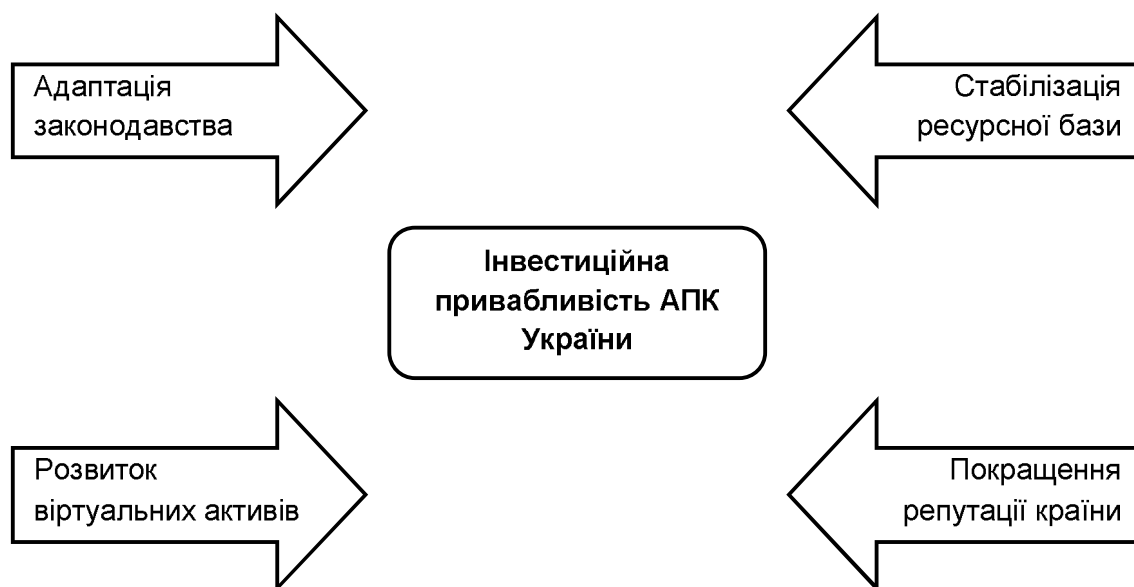 Адаптація
законодавства
Стабілізація
ресурсної бази
Інвестиційна
привабливість АПК
України
Розвиток
віртуальних активів
Покращення
репутації країни